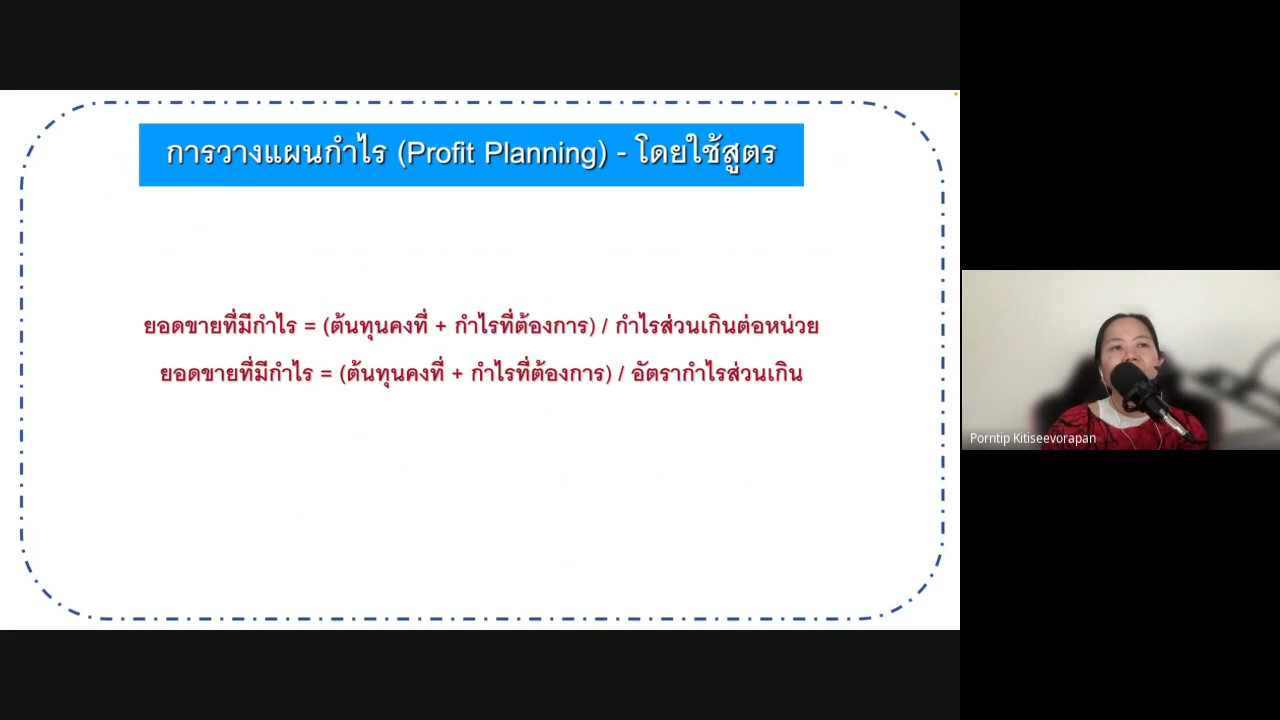 การวางแผนกำไร (Profit Planning) - โดยใช้สูตร
ยอดขายที่มีกำไร = (ต้นทุนคงที่ + กำไรที่ต้องการ) / กำไรส่วนเกินต่อหน่วย
ยอดขายที่มีกำไร = (ต้นทุนคงที่ + กำไรที่ต้องการ) / อัตรากำไรส่วนเกิน
Porntip Kitiseevorapan